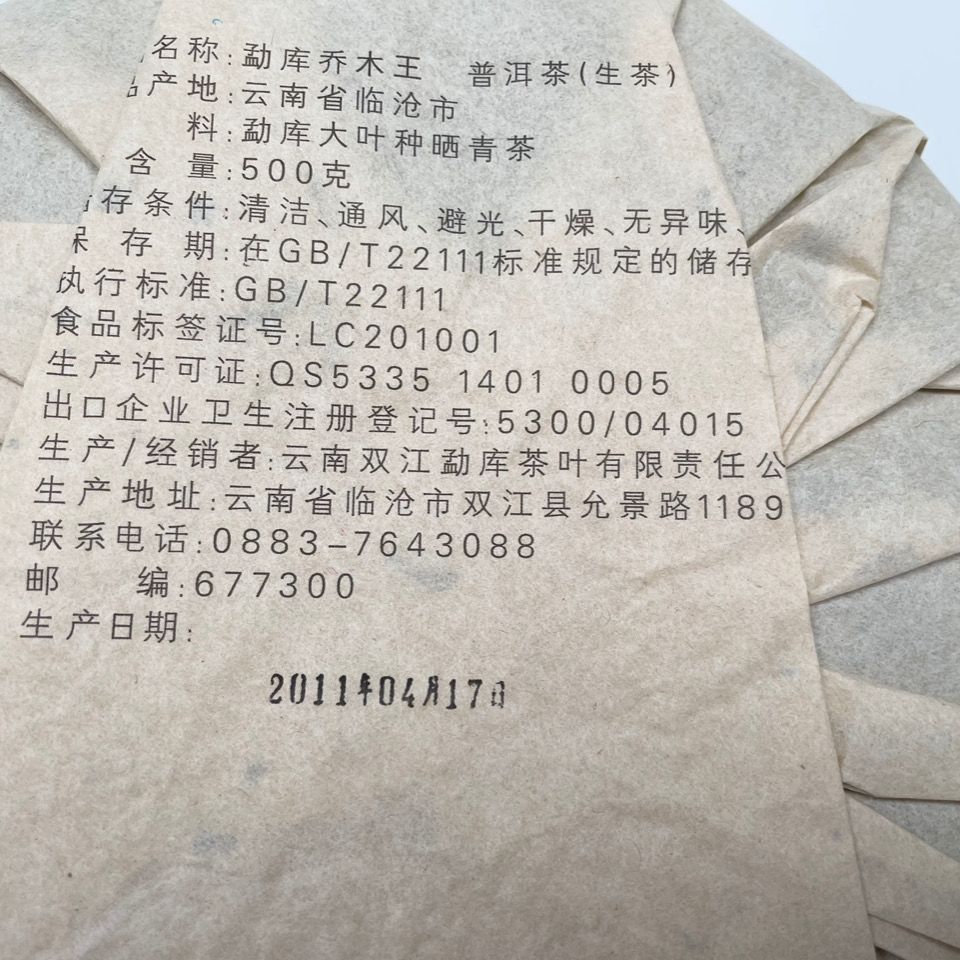 名称:勐库乔木王 普洱茶(生茶)
产地:云南省临沧市
料:勐库大叶种晒青茶
含量:500克
存条件:清洁、通风、避光、干燥、无异味、
保存期:在GB/T22111标准规定的储存
执行标准:GB/T22111
食品标签证号:LC201001
生产许可证:QS5335 1401 0005
出口企业卫生注册登记号:5300/04015
生产/经销者:云南双江勐库茶叶有限责任公
生产地址:云南省临沧市双江县允景路1189
联系电话:0883-7643088
邮 编:677300
生产日期:
2011年04月17日